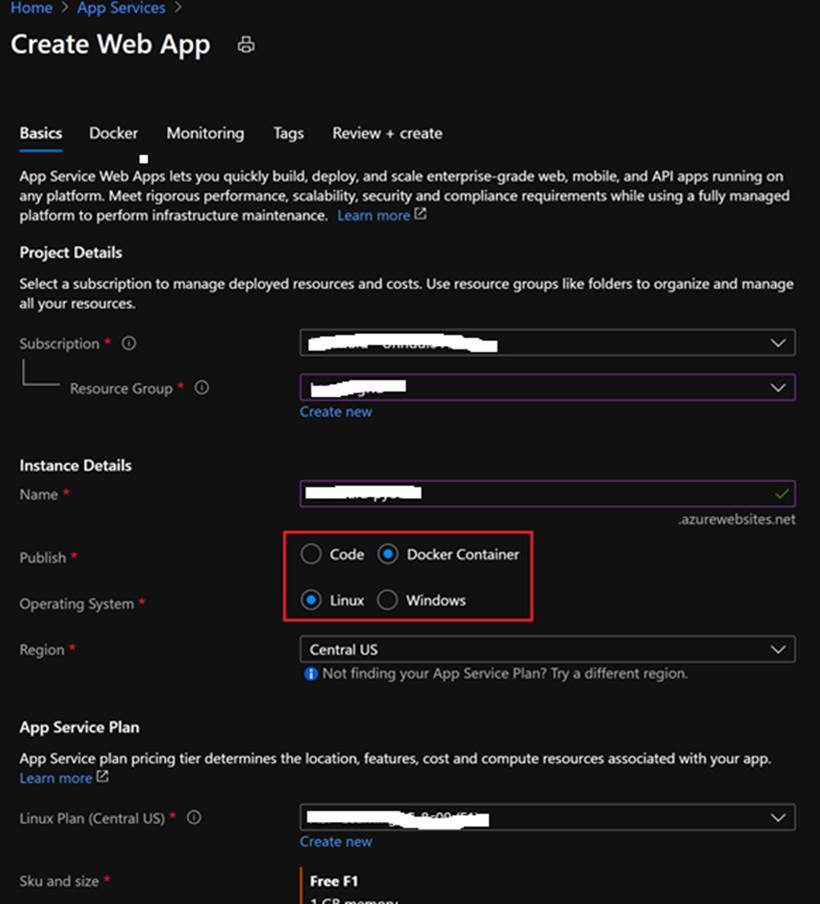 Home > App Services >
Create Web App
Basics Docker Monitoring Tags Review + create
App Service Web Apps lets you quickly build, deploy, and scale enterprise-grade web, mobile, and API apps running on
any platform. Meet rigorous performance, scalability, security and compliance requirements while using a fully managed
platform to perform infrastructure maintenance. Learn more
Project Details
Select a subscription to manage deployed resources and costs. Use resource groups like folders to organize and manage
all your resources.
Subscription *
Resource Group *
Create new
Instance Details
Name *
.azurewebsites.net
Publish * Code Docker Container
Operating System * Linux Windows
Region * Central US
Not finding your App Service Plan? Try a different region.
App Service Plan
App Service plan pricing tier determines the location, features, cost and compute resources associated with your app.
Learn more
Linux Plan (Central US) *
Create new
Sku and size * Free F1
1 GB memory